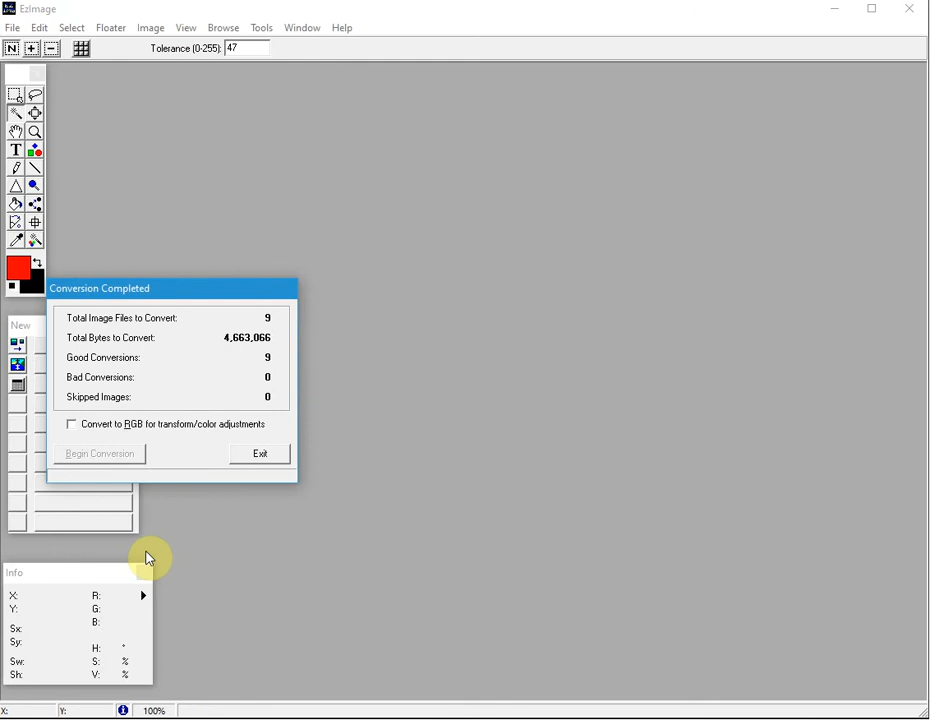 EzImage
File Edit Select Floater Image View Browse Tools Window Help
N + − Tolerance (0-255): 47
T
Conversion Completed
Total Image Files to Convert: 9
Total Bytes to Convert: 4,663,066
Good Conversions: 9
Bad Conversions: 0
Skipped Images: 0
Convert to RGB for transform/color adjustments
Begin Conversion Exit
New
Info
X: R:
Y: G:
B:
Sx:
Sy:
H: °
Sw: S: %
Sh: V: %
X: Y: 100%